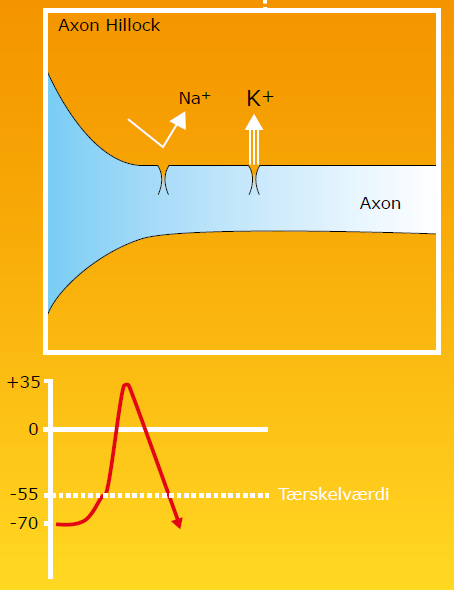 Axon Hillock
Na+
K+
Axon
+35
0
-55
Tærskelværdi
-70